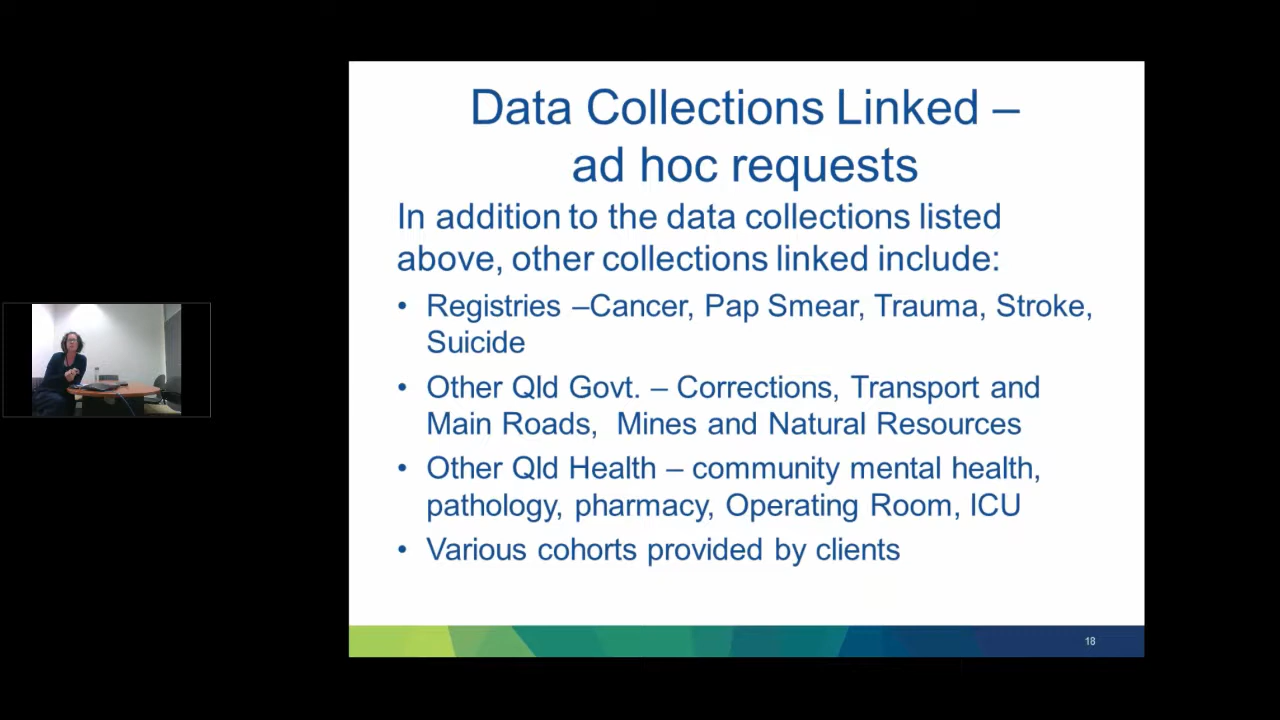 Data Collections Linked –
ad hoc requests
In addition to the data collections listed
above, other collections linked include:
• Registries –Cancer, Pap Smear, Trauma, Stroke,
Suicide
• Other Qld Govt. – Corrections, Transport and
Main Roads,  Mines and Natural Resources
• Other Qld Health – community mental health,
pathology, pharmacy, Operating Room, ICU
• Various cohorts provided by clients
18